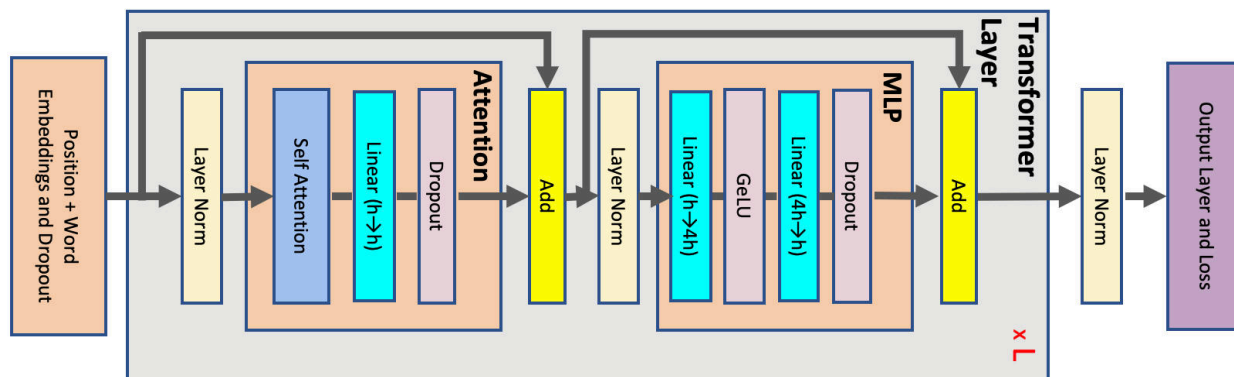 Position + Word
Embeddings and Dropout
Layer Norm
Attention
Self Attention
Linear (h→h)
Dropout
Add
Layer Norm
MLP
Linear (h→4h)
GeLU
Linear (4h→h)
Dropout
Add
Transformer
Layer
x L
Layer Norm
Output Layer and Loss